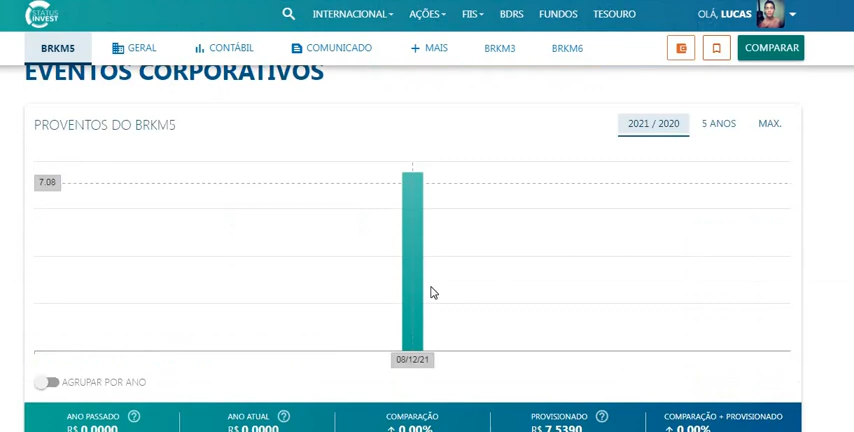 STATUS
INVEST
INTERNACIONAL AÇÕES FIIS BDRS FUNDOS TESOURO OLÁ, LUCAS
BRKM5 GERAL CONTÁBIL COMUNICADO + MAIS BRKM3 BRKM6 COMPARAR
EVENTOS CORPORATIVOS
PROVENTOS DO BRKM5 2021 / 2020 5 ANOS MAX.
7.08
08/12/21
AGRUPAR POR ANO
ANO PASSADO ? ANO ATUAL ? COMPARAÇÃO PROVISIONADO ? COMPARAÇÃO + PROVISIONADO
R$ 0,0000 R$ 0,0000 ↑ 0,00% R$ 7,5390 ↑ 0,00%